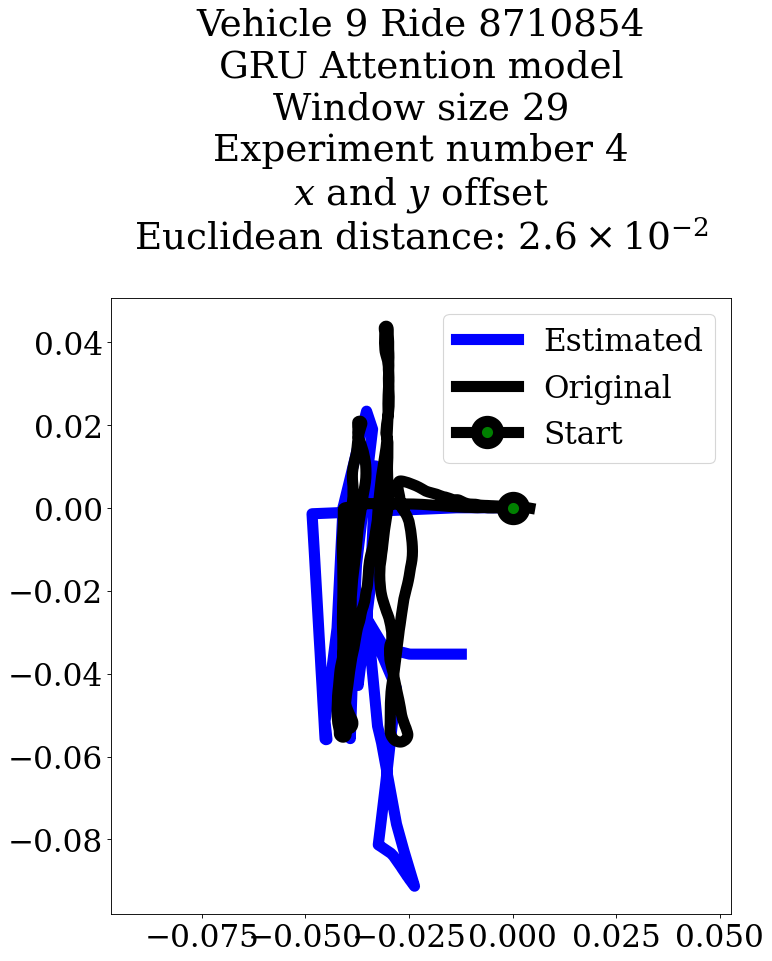 Vehicle 9 Ride 8710854
GRU Attention model
Window size 29
Experiment number 4
x and y offset
Euclidean distance: 2.6 × 10⁻²
Estimated
Original
Start
0.04
0.02
0.00
−0.02
−0.04
−0.06
−0.08
−0.075 −0.050 −0.025 0.000 0.025 0.050